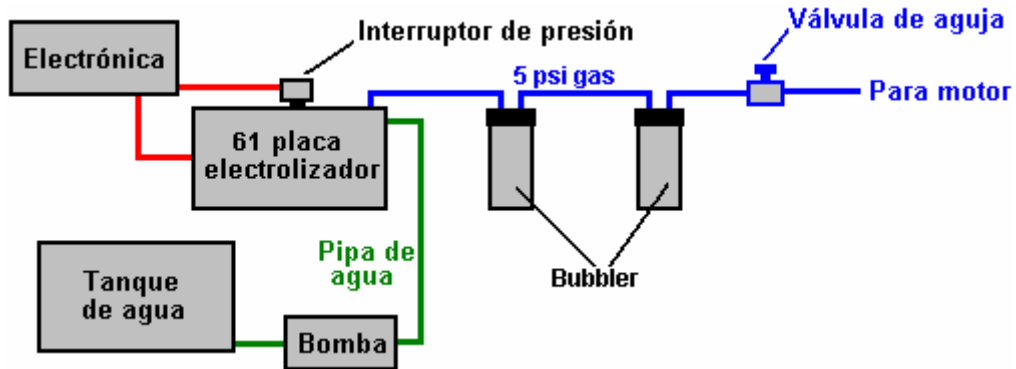 Válvula de aguja
Interruptor de presión
Electrónica
5 psi gas
Para motor
61 placa
electrolizador
Pipa de
agua
Bubbler
Tanque
de agua
Bomba